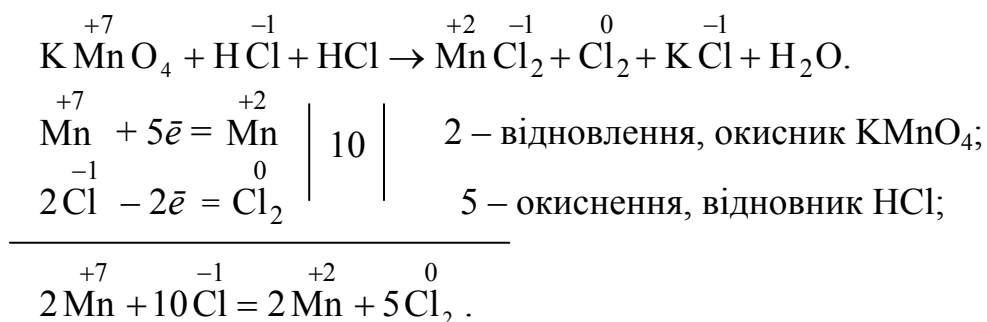 +7 −1 +2 −1 0 −1
K MnO₄ + HCl + HCl → MnCl₂ + Cl₂ + K Cl + H₂O.
+7 +2
Mn + 5ē = Mn | 10 | 2 – відновлення, окисник KMnO₄;
−1 0
2Cl – 2ē = Cl₂ 5 – окиснення, відновник HCl;
+7 −1 +2 0
2Mn + 10Cl = 2Mn + 5Cl₂ .